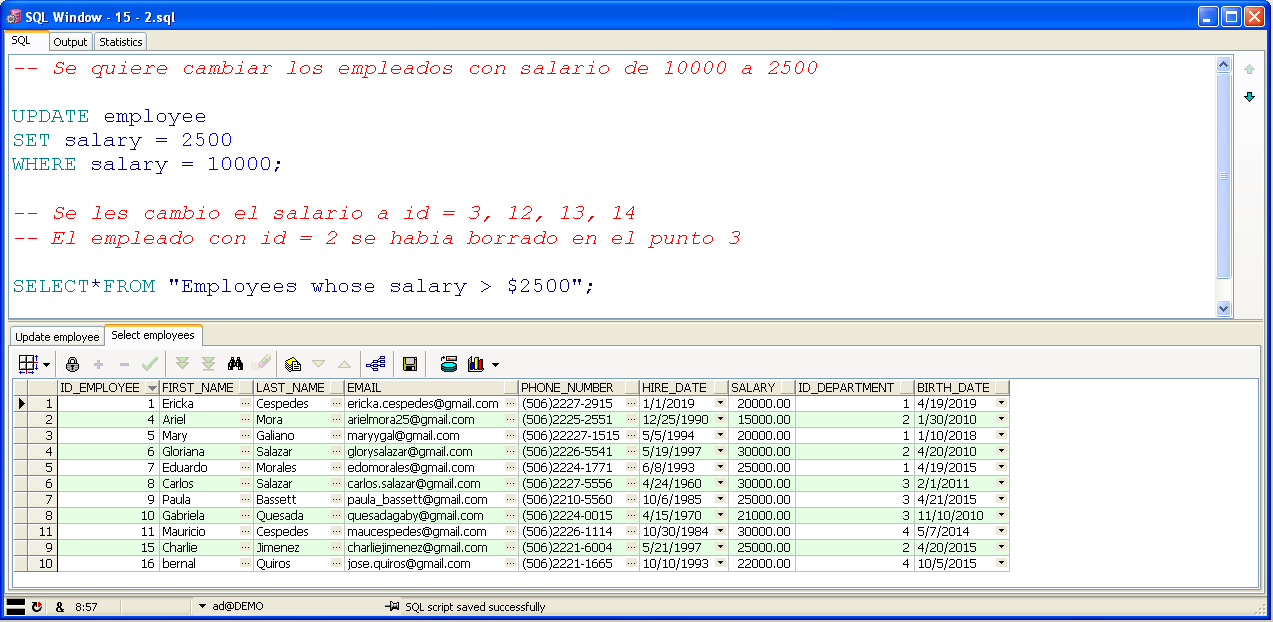 SQL Window - 15 - 2.sql
SQL Output Statistics
-- Se quiere cambiar los empleados con salario de 10000 a 2500
UPDATE employee
SET salary = 2500
WHERE salary = 10000;
-- Se les cambio el salario a id = 3, 12, 13, 14
-- El empleado con id = 2 se habia borrado en el punto 3
SELECT*FROM "Employees whose salary > $2500";
Update employee Select employees
ID_EMPLOYEE FIRST_NAME LAST_NAME EMAIL PHONE_NUMBER HIRE_DATE SALARY ID_DEPARTMENT BIRTH_DATE
1 1 Ericka Cespedes ericka.cespedes@gmail.com (506)2227-2915 1/1/2019 20000.00 1 4/19/2019
2 4 Ariel Mora arielmora25@gmail.com (506)2225-2551 12/25/1990 15000.00 2 1/30/2010
3 5 Mary Galiano maryygal@gmail.com (506)22227-1515 5/5/1994 20000.00 1 1/10/2018
4 6 Gloriana Salazar glorysalazar@gmail.com (506)2226-5541 5/19/1997 30000.00 2 4/20/2010
5 7 Eduardo Morales edomorales@gmail.com (506)2224-1771 6/8/1993 25000.00 1 4/19/2015
6 8 Carlos Salazar carlos.salazar@gmail.com (506)2227-5556 4/24/1960 30000.00 3 2/1/2011
7 9 Paula Bassett paula_bassett@gmail.com (506)2210-5560 10/6/1985 25000.00 3 4/21/2015
8 10 Gabriela Quesada quesadagaby@gmail.com (506)2224-0015 4/15/1970 21000.00 3 11/10/2010
11 11 Mauricio Cespedes maucespedes@gmail.com (506)2226-1114 10/30/1984 30000.00 4 5/7/2014
9 15 Charlie Jimenez charliejimenez@gmail.com (506)2221-6004 5/21/1997 25000.00 2 4/20/2015
10 16 bernal Quiros jose.quiros@gmail.com (506)2221-1665 10/10/1993 22000.00 4 10/5/2015
& 8:57 ad@DEMO SQL script saved successfully